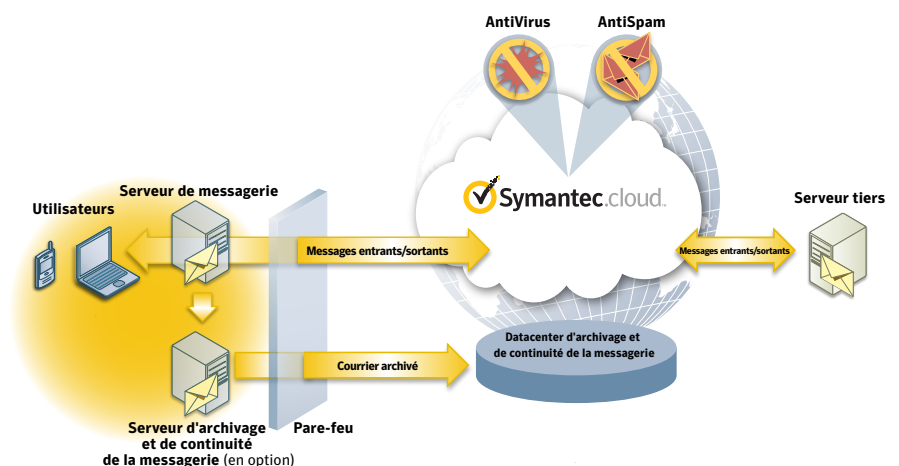 AntiVirus
AntiSpam
Symantec.cloud™
Serveur de messagerie
Utilisateurs
Serveur tiers
Messages entrants/sortants
Messages entrants/sortants
Datacenter d'archivage et
de continuité de la messagerie
Courrier archivé
Serveur d'archivage
et de continuité
de la messagerie (en option)
Pare-feu